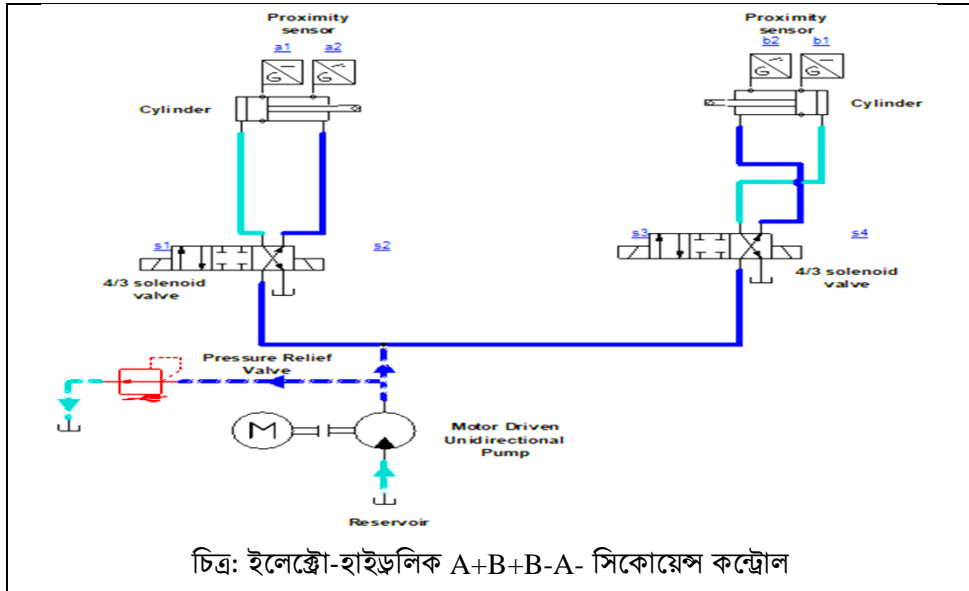 Proximity
sensor
a1 a2
Cylinder
Proximity
sensor
b2 b1
Cylinder
s1
s2
4/3 solenoid
valve
s3
s4
4/3 solenoid
valve
Pressure Relief
Valve
M
Motor Driven
Unidirectional
Pump
Reservoir
চিত্র: ইলেক্ট্রো-হাইড্রলিক A+B+B-A- সিকোয়েন্স কন্ট্রোল